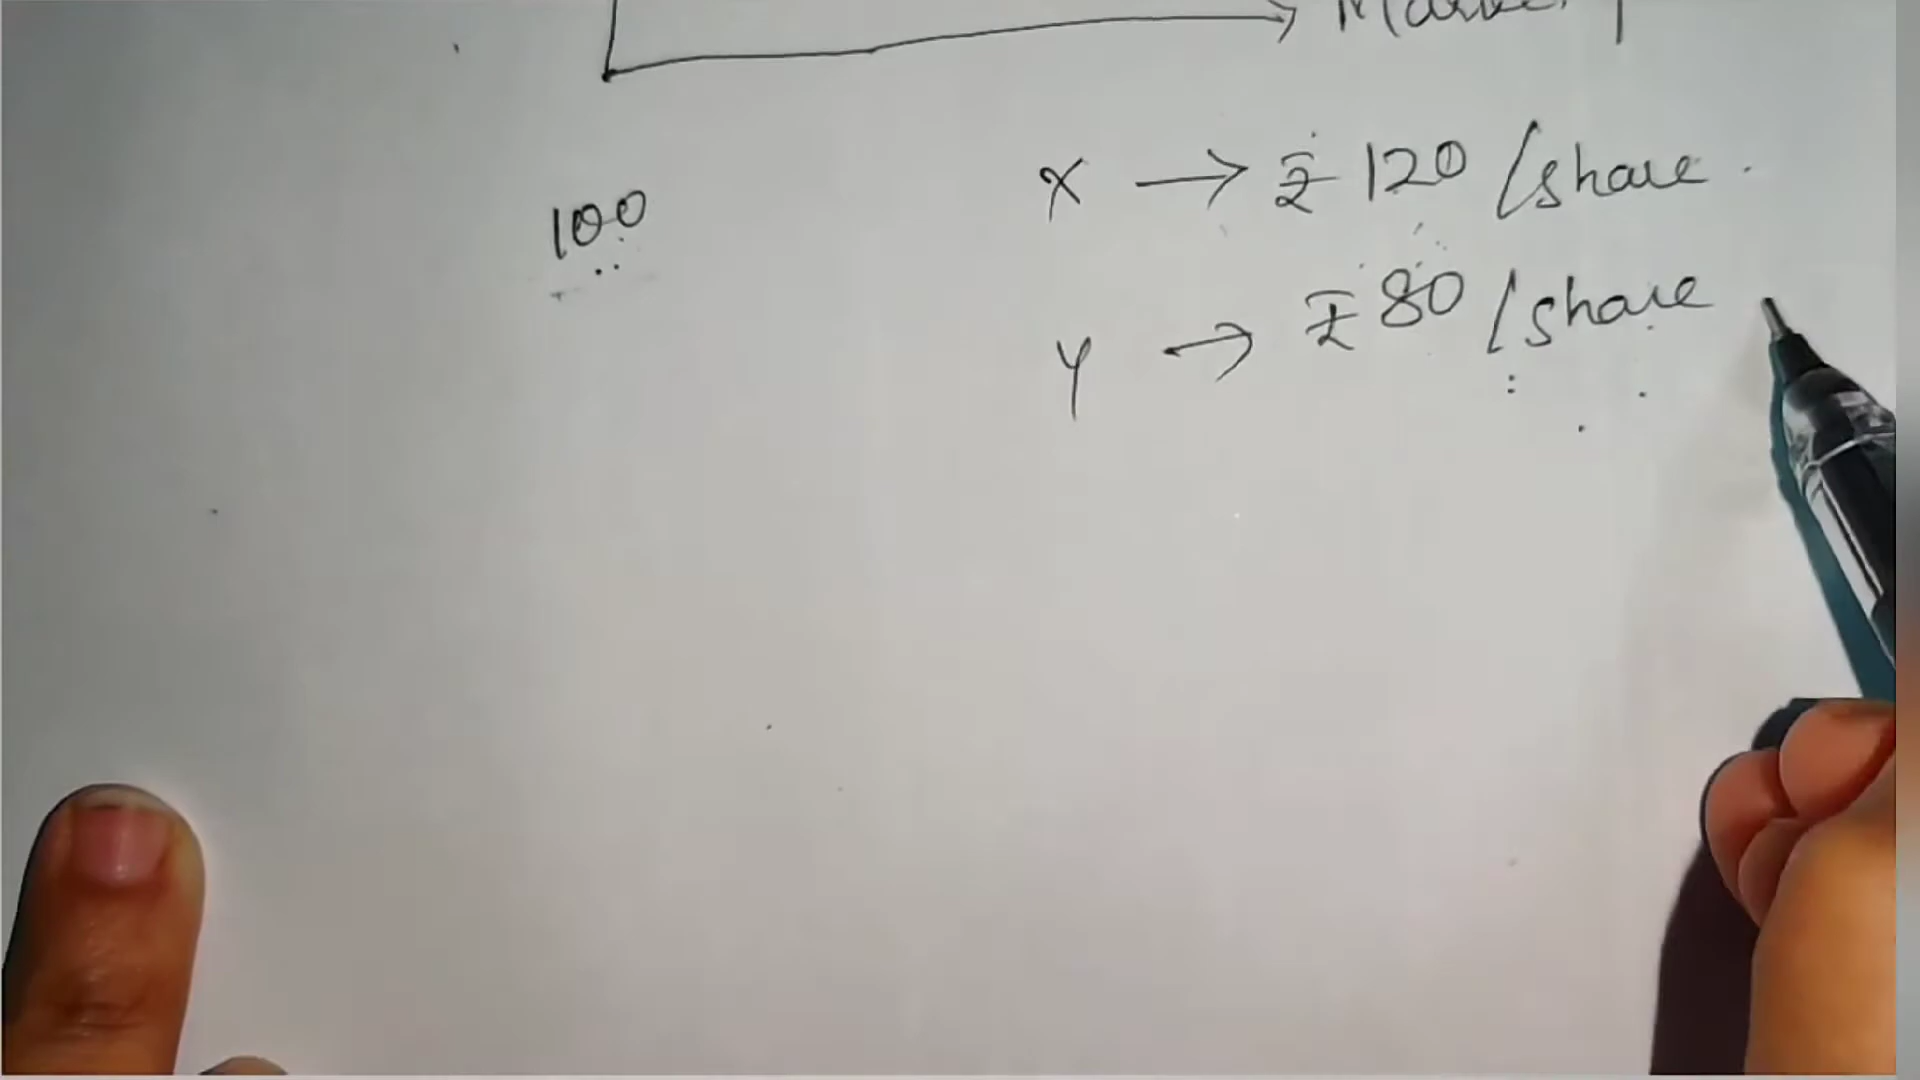 100
X → ₹ 120 /share.
Y → ₹ 80 /share